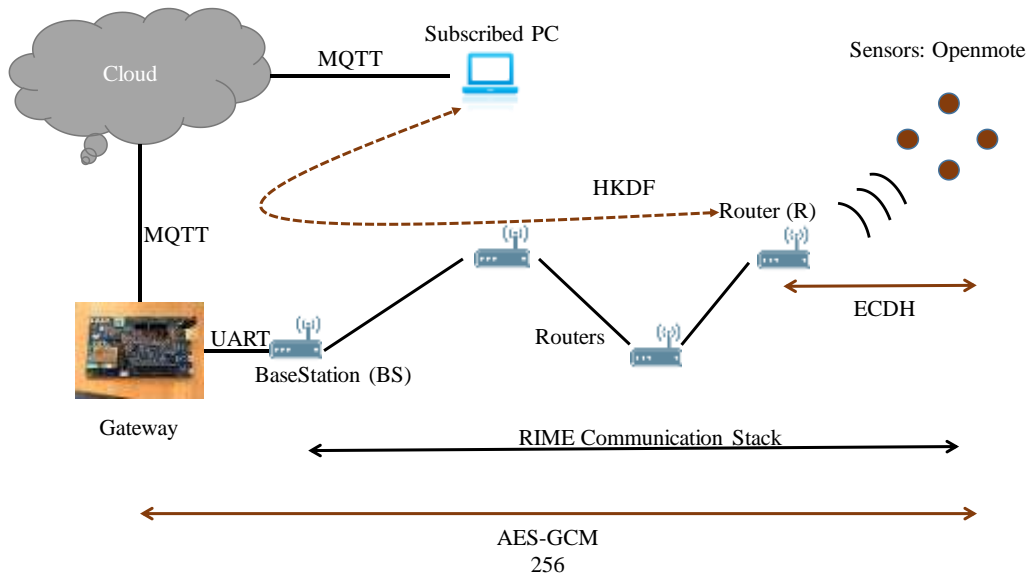 Subscribed PC
MQTT
Sensors: Openmote
Cloud
HKDF
Router (R)
MQTT
ECDH
UART
Routers
BaseStation (BS)
Gateway
RIME Communication Stack
AES-GCM
256